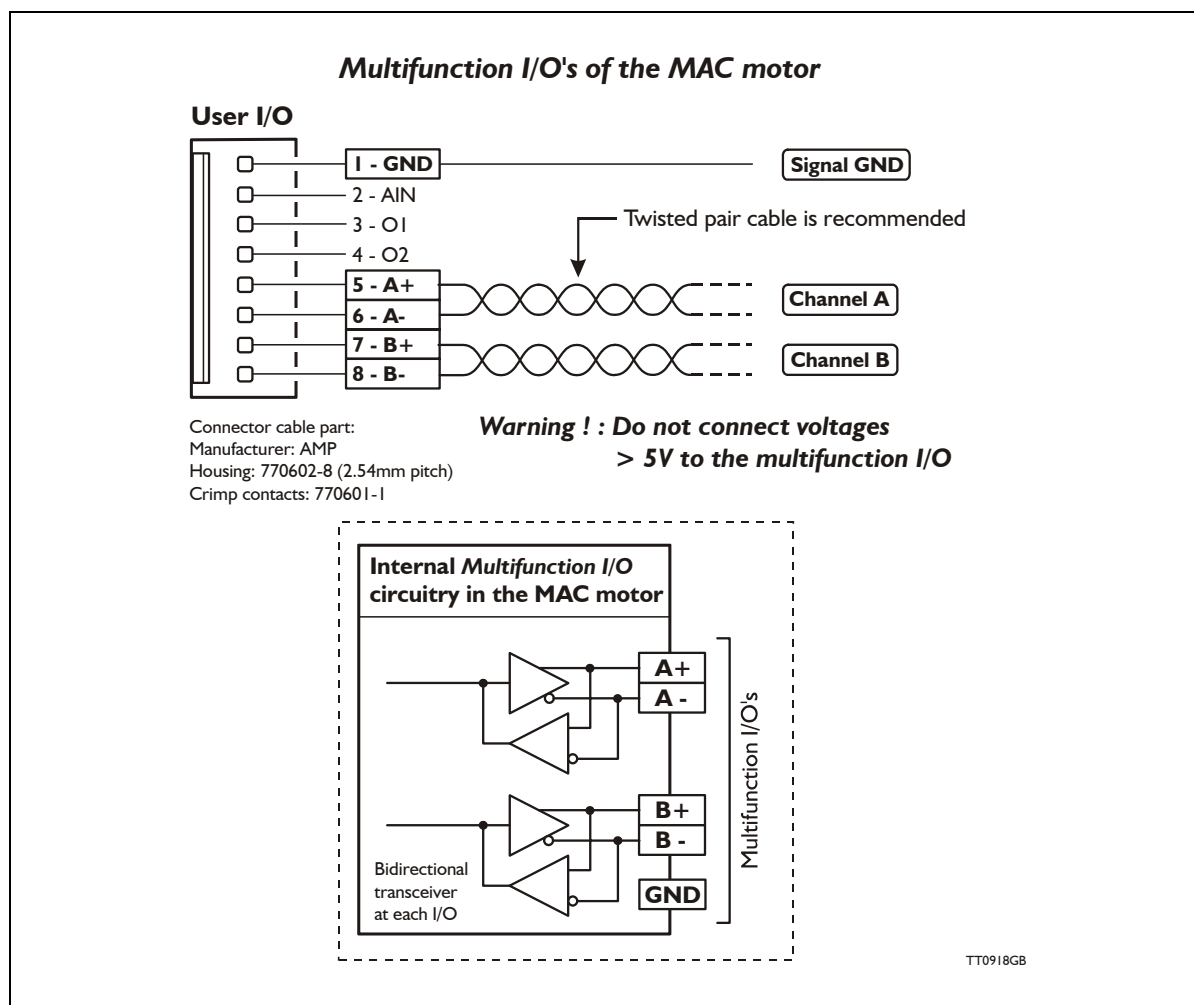 Multifunction I/O's of the MAC motor
User I/O
1 - GND
Signal GND
2 - AIN
3 - O1
Twisted pair cable is recommended
4 - O2
5 - A+
6 - A-
Channel A
7 - B+
8 - B-
Channel B
Connector cable part:
Manufacturer: AMP
Housing: 770602-8 (2.54mm pitch)
Crimp contacts: 770601-1
Warning ! : Do not connect voltages
> 5V to the multifunction I/O
Internal Multifunction I/O
circuitry in the MAC motor
A+
A -
B+
B -
GND
Multifunction I/O's
Bidirectional
transceiver
at each I/O
TT0918GB